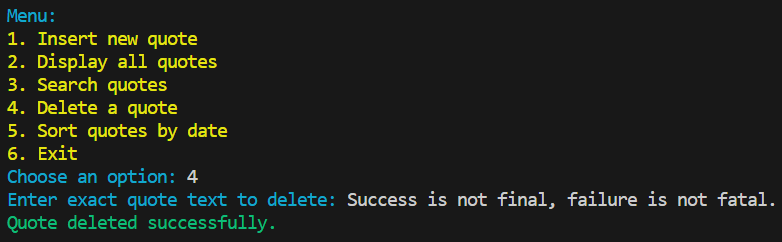 Menu:
1. Insert new quote
2. Display all quotes
3. Search quotes
4. Delete a quote
5. Sort quotes by date
6. Exit
Choose an option: 4
Enter exact quote text to delete: Success is not final, failure is not fatal.
Quote deleted successfully.